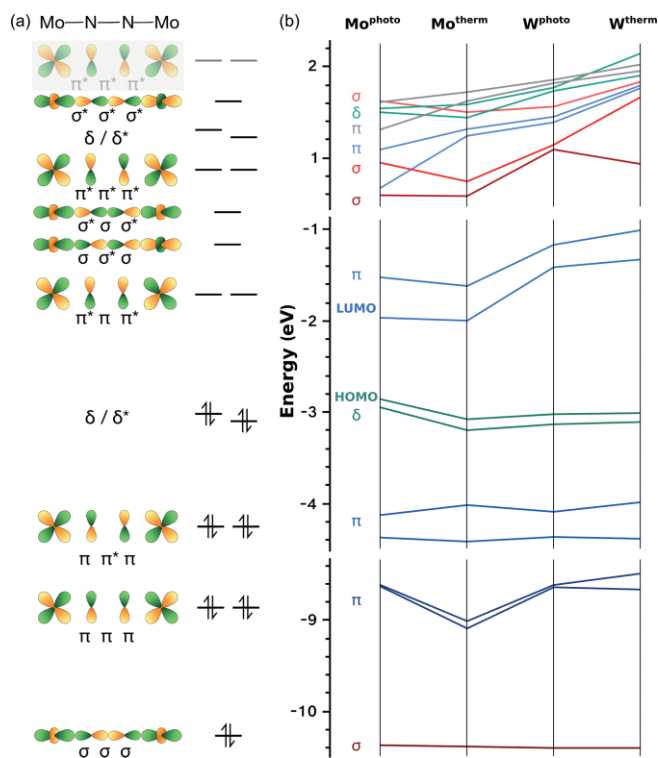 (a) Mo—N—N—Mo
π* π* π*
σ* σ* σ*
δ / δ*
π* π* π*
σ* σ σ*
σ σ* σ
π* π π*
δ / δ*
π π* π
π π π
σ σ σ
(b) Mo^photo Mo^therm W^photo W^therm
2
σ
δ
π
π
1
σ
σ
-1
π
LUMO
-2
Energy (eV)
HOMO
-3
δ
-4
π
π
-9
-10
σ